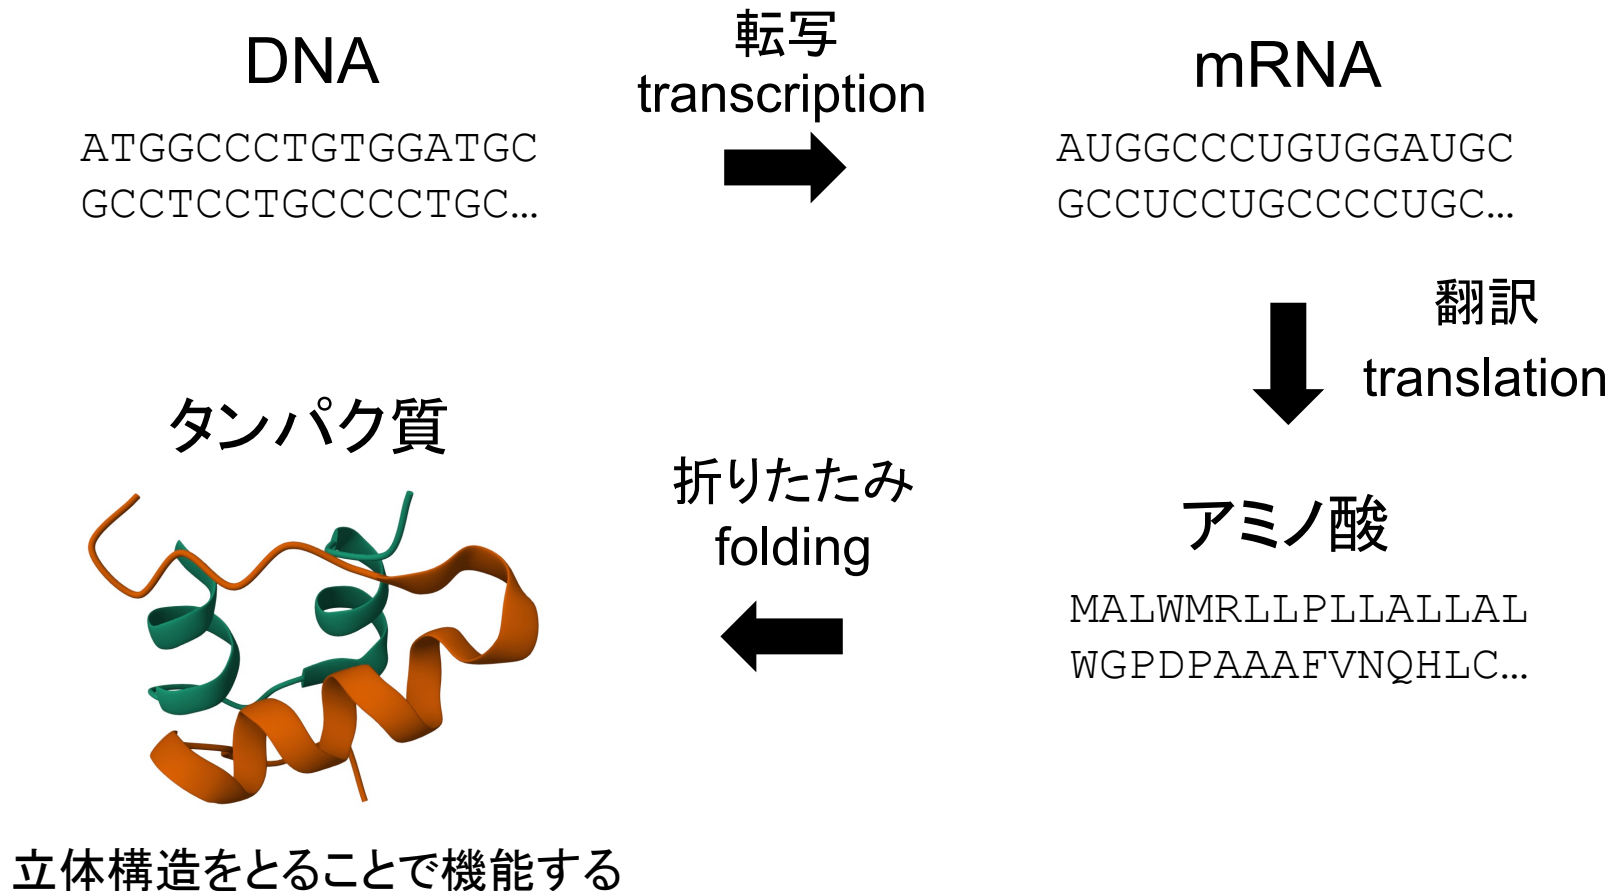 DNA
ATGGCCCTGTGGATGC
GCCTCCTGCCCCTGC…
転写
transcription
mRNA
AUGGCCCUGUGGAUGC
GCCUCCUGCCCCUGC…
翻訳
translation
アミノ酸
MALWMRLLPLLALLAL
WGPDPAAAFVNQHLC…
折りたたみ
folding
タンパク質
立体構造をとることで機能する